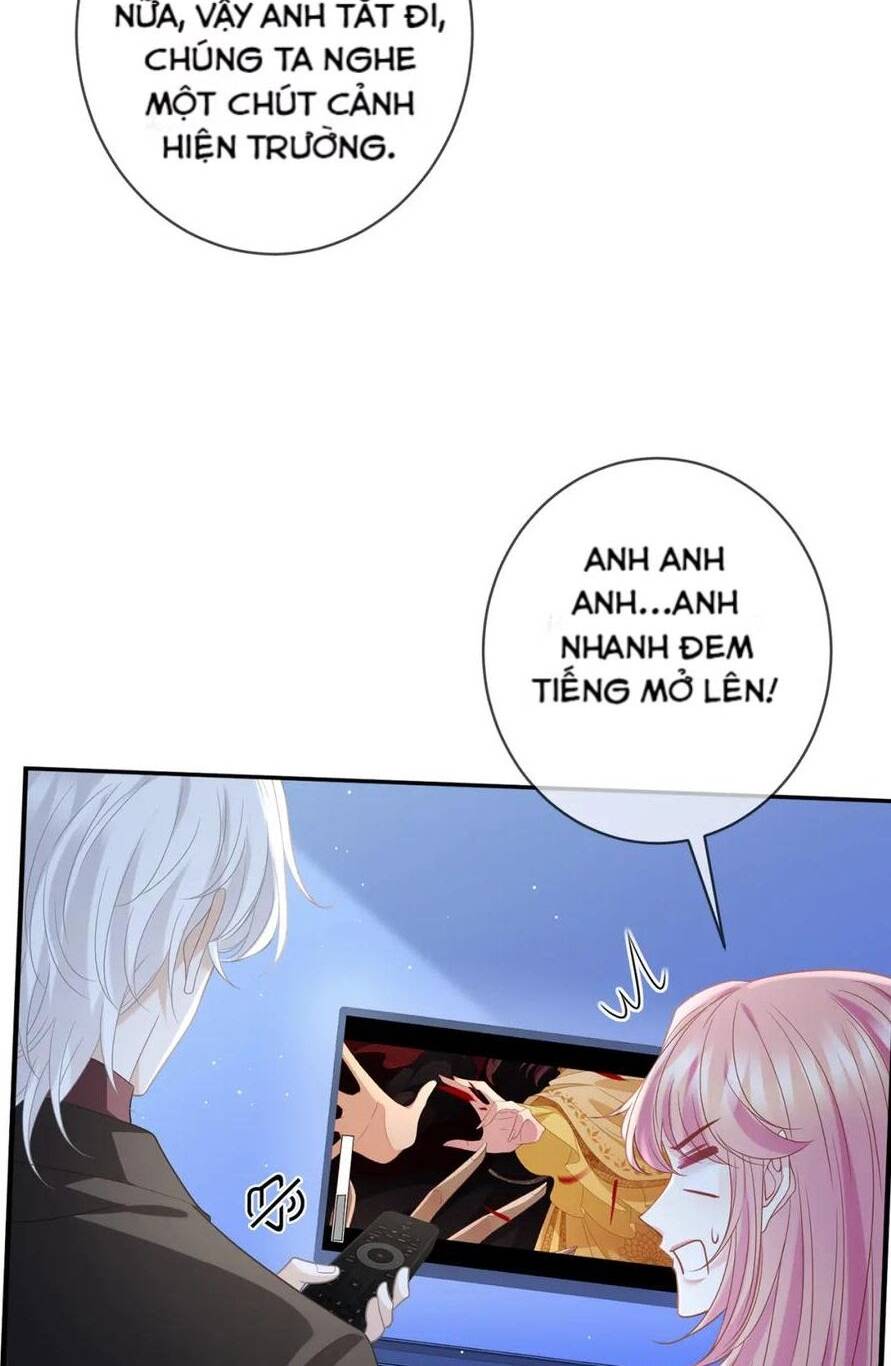 NỮA, VẬY ANH TẮT ĐI,
CHÚNG TA NGHE
MỘT CHÚT CẢNH
HIỆN TRƯỜNG.
ANH ANH
ANH...ANH
NHANH ĐEM
TIẾNG MỞ LÊN!